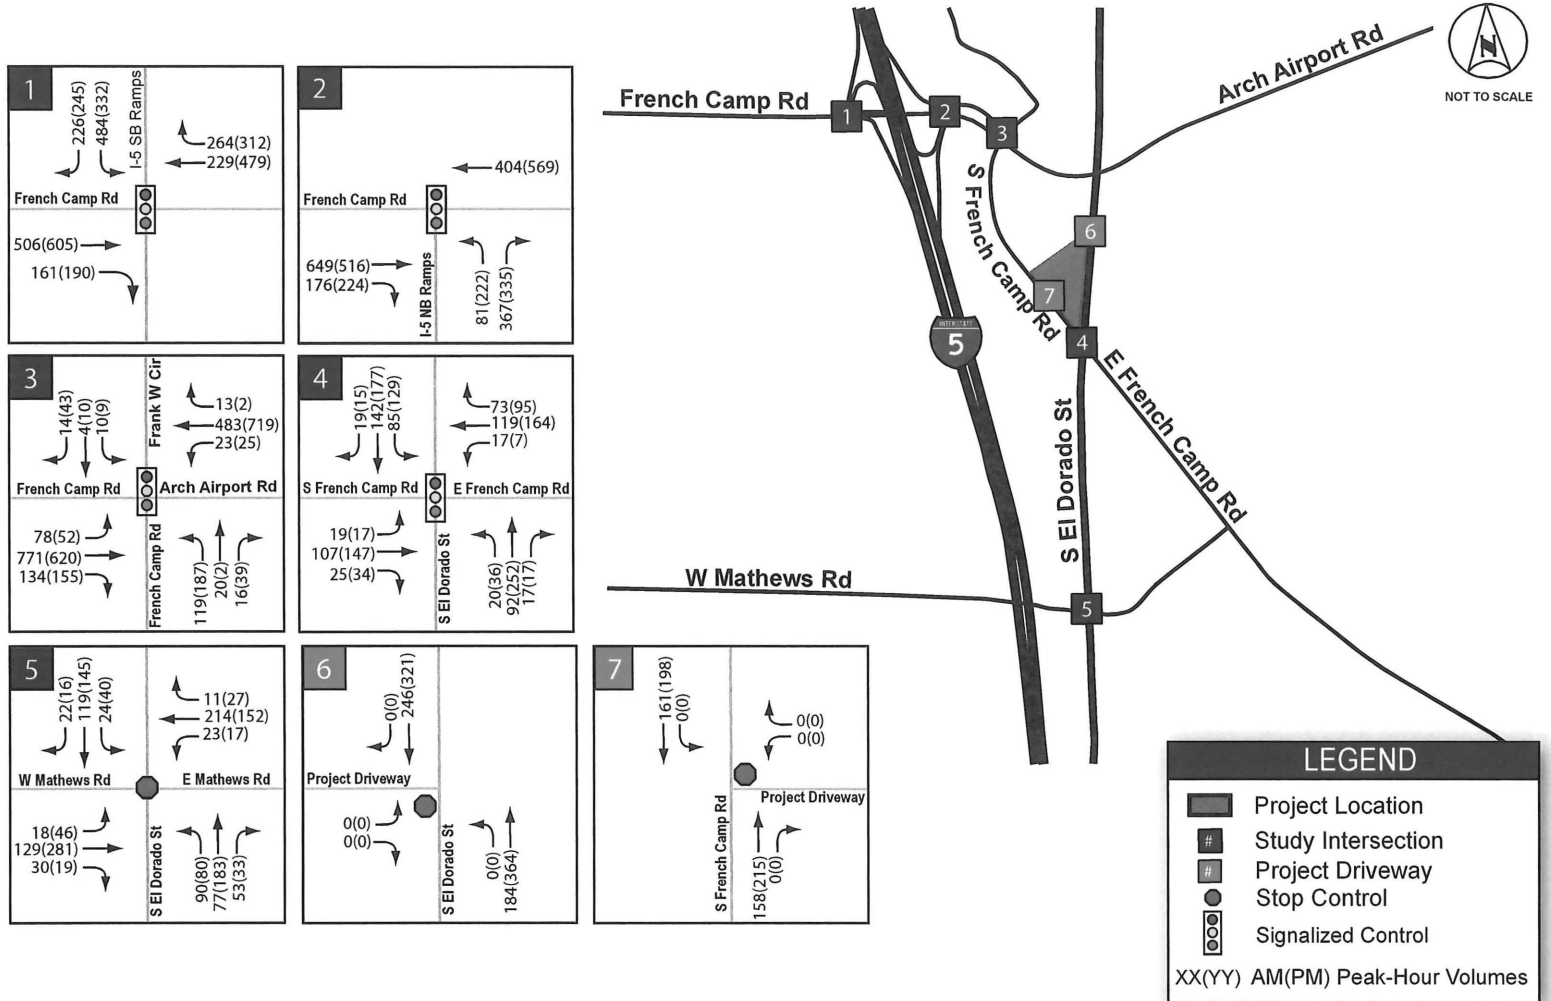 1
226(245)
484(332)
I-5 SB Ramps
264(312)
229(479)
French Camp Rd
506(605)
161(190)
2
404(569)
French Camp Rd
649(516)
176(224)
I-5 NB Ramps
81(222)
367(335)
3
14(43)
4(10)
10(9)
Frank W Cir
13(2)
483(719)
23(25)
French Camp Rd
Arch Airport Rd
78(52)
771(620)
134(155)
French Camp Rd
119(187)
20(2)
16(39)
4
19(15)
142(177)
85(129)
73(95)
119(164)
17(7)
S French Camp Rd
E French Camp Rd
19(17)
107(147)
25(34)
S El Dorado St
20(36)
92(252)
17(17)
5
22(16)
119(145)
24(40)
11(27)
214(152)
23(17)
W Mathews Rd
E Mathews Rd
18(46)
129(281)
30(19)
S El Dorado St
90(80)
77(183)
53(33)
6
0(0)
246(321)
Project Driveway
0(0)
0(0)
S El Dorado St
0(0)
184(364)
7
161(198)
0(0)
0(0)
0(0)
Project Driveway
S French Camp Rd
158(215)
0(0)
French Camp Rd
Arch Airport Rd
N
NOT TO SCALE
1
2
3
S French Camp Rd
6
7
4
INTERSTATE
5
E French Camp Rd
S El Dorado St
W Mathews Rd
5
LEGEND
Project Location
# Study Intersection
# Project Driveway
Stop Control
Signalized Control
XX(YY) AM(PM) Peak-Hour Volumes